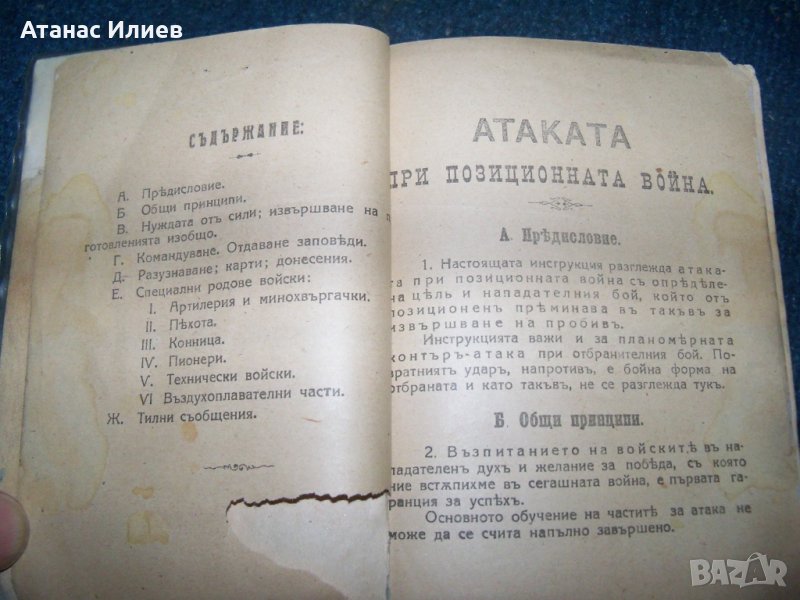 Атанас Илиев
СЪДЪРЖАНИЕ:
А. Прѣдисловие.
Б Общи принципи.
В. Нуждата отъ сили; извършване на
готовленията изобщо.
Г. Командуване. Отдаване заповѣди.
Д. Разузнаване; карти; донесения.
Е. Специални родове войски:
I. Артилерия и минохвъргачки.
II. Пѣхота.
III. Конница.
IV. Пионери.
V. Технически войски.
VI Въздухоплавателни части.
Ж. Тилни съобщения.
АТАКАТА
ПРИ ПОЗИЦИОННАТА ВОЙНА.
А. Прѣдисловие.
1. Настоящата инструкция разглежда атака-
та при позиционната война съ опрѣдѣле-
на цѣль и нападателния бой, който отъ
позиционенъ прѣминава въ такъвъ за
извършване на пробивъ.
Инструкцията важи и за планомѣрната
контъръ-атака при отбранителния бой. По-
вратниятъ ударъ, напротивъ, е бойна форма на
отбраната и като такъвъ, не се разглежда тукъ.
Б. Общи принципи.
2. Възпитанието на войскитѣ въ на-
падателенъ духъ и желание за побѣда, съ която
ние встѫпихме въ сегашната война, е първата га-
ранция за успѣхъ.
Основното обучение на частитѣ за атака не
може да се счита напълно завършено.
BAZAR